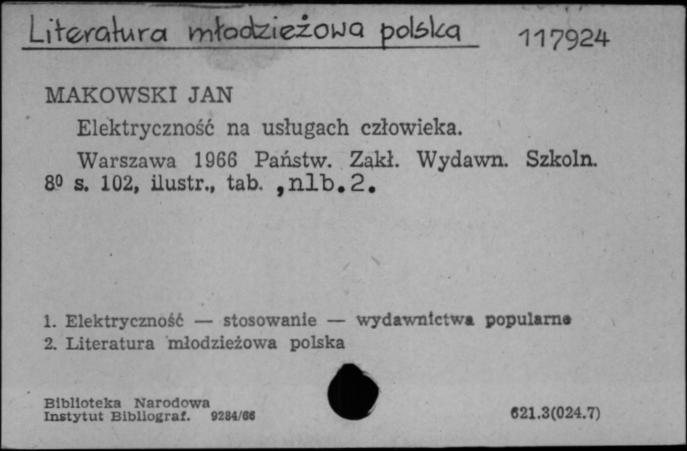 Literatura młodzieżowa polska 117924
MAKOWSKI JAN
Elektryczność na usługach człowieka.
Warszawa 1966 Państw. Zakł. Wydawn. Szkoln.
8⁰ s. 102, ilustr., tab. ,nlb.2.
1. Elektryczność — stosowanie — wydawnictwa popularne
2. Literatura młodzieżowa polska
Biblioteka Narodowa
Instytut Bibliograf. 9284/66 621.3(024.7)